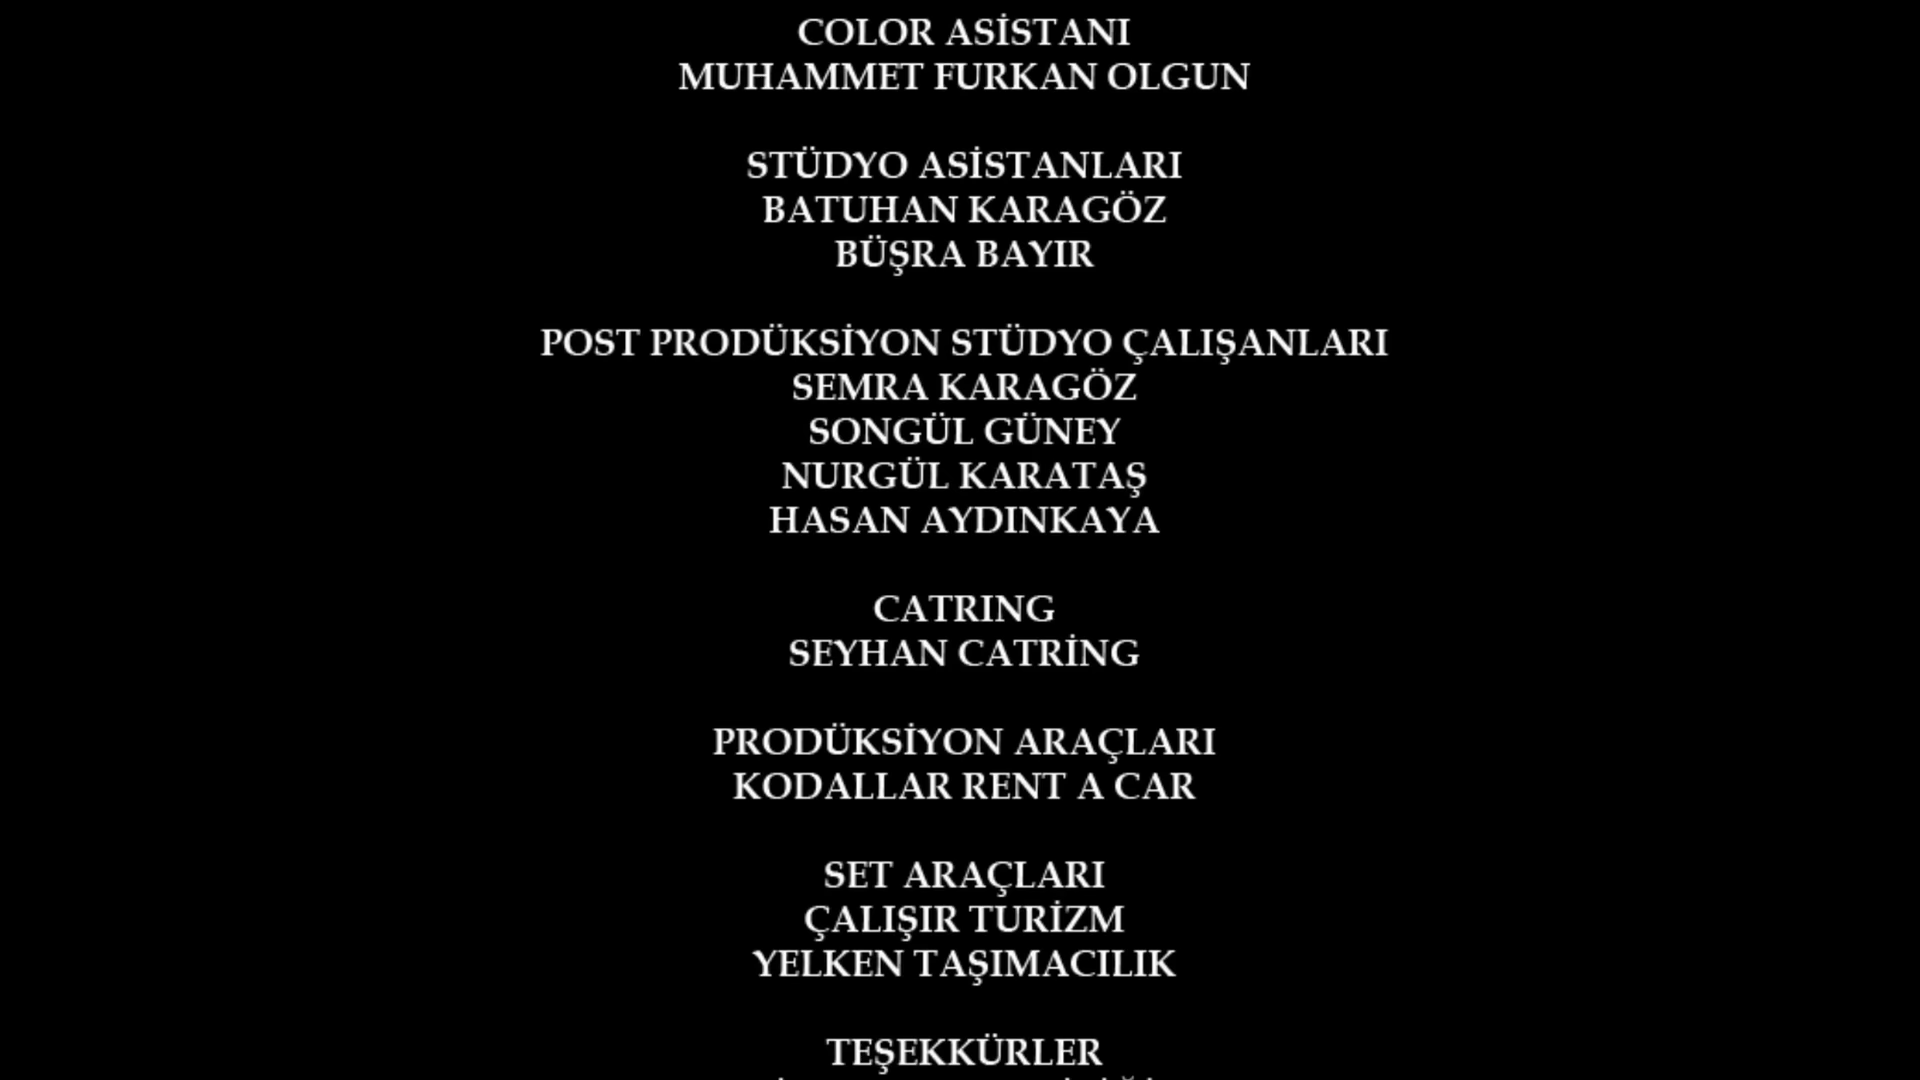 COLOR ASİSTANI
MUHAMMET FURKAN OLGUN
STÜDYO ASİSTANLARI
BATUHAN KARAGÖZ
BÜŞRA BAYIR
POST PRODÜKSİYON STÜDYO ÇALIŞANLARI
SEMRA KARAGÖZ
SONGÜL GÜNEY
NURGÜL KARATAŞ
HASAN AYDINKAYA
CATRING
SEYHAN CATRİNG
PRODÜKSİYON ARAÇLARI
KODALLAR RENT A CAR
SET ARAÇLARI
ÇALIŞIR TURİZM
YELKEN TAŞIMACILIK
TEŞEKKÜRLER